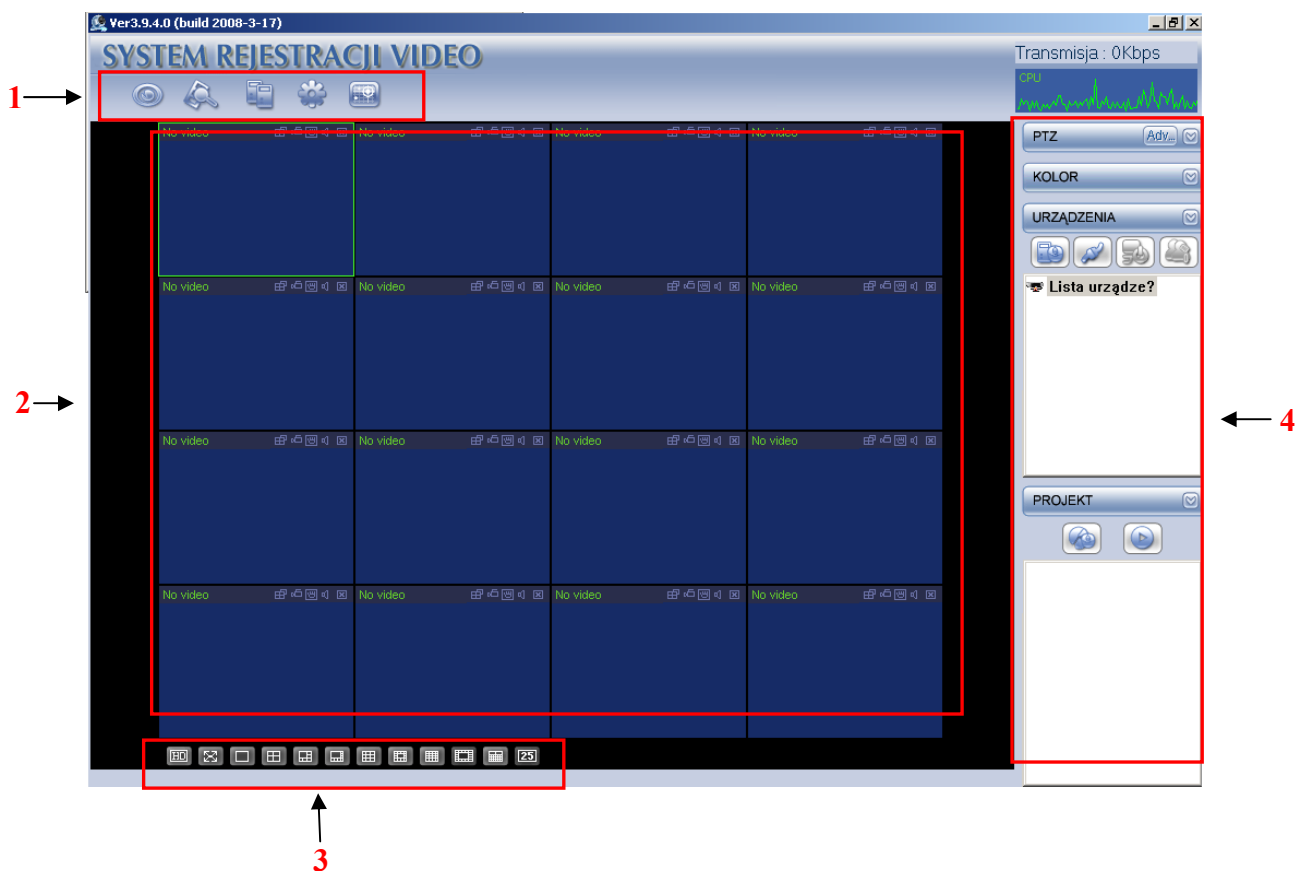 Ver3.9.4.0 (build 2008-3-17)
SYSTEM REJESTRACJI VIDEO
Transmisja : 0Kbps
CPU
1
No video No video No video No video
PTZ Adv...
KOLOR
URZĄDZENIA
No video No video No video No video
Lista urządze?
2
4
No video No video No video No video
PROJEKT
No video No video No video No video
HD
25
3